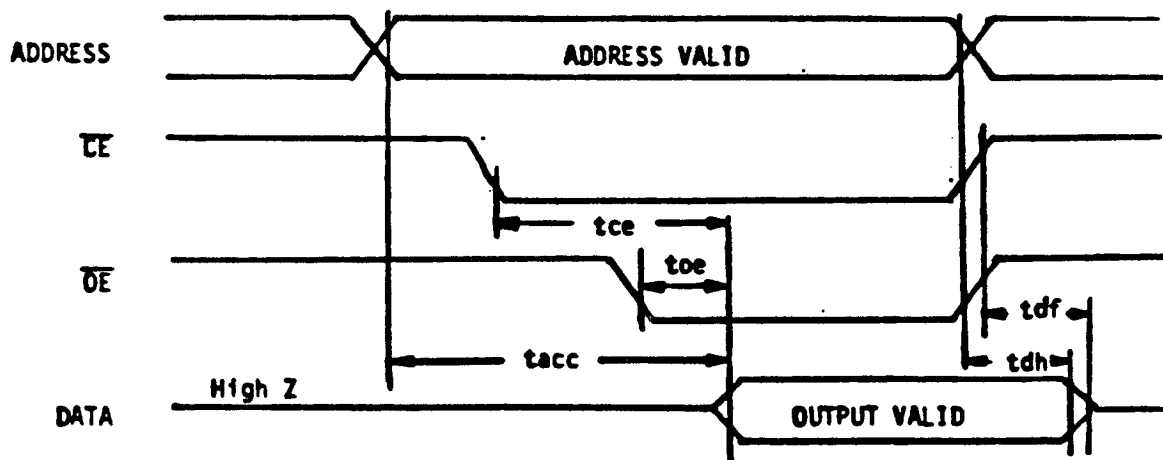 ADDRESS
ADDRESS VALID
CE
tce
OE
toe
tdf
tacc
tdh
High Z
DATA
OUTPUT VALID